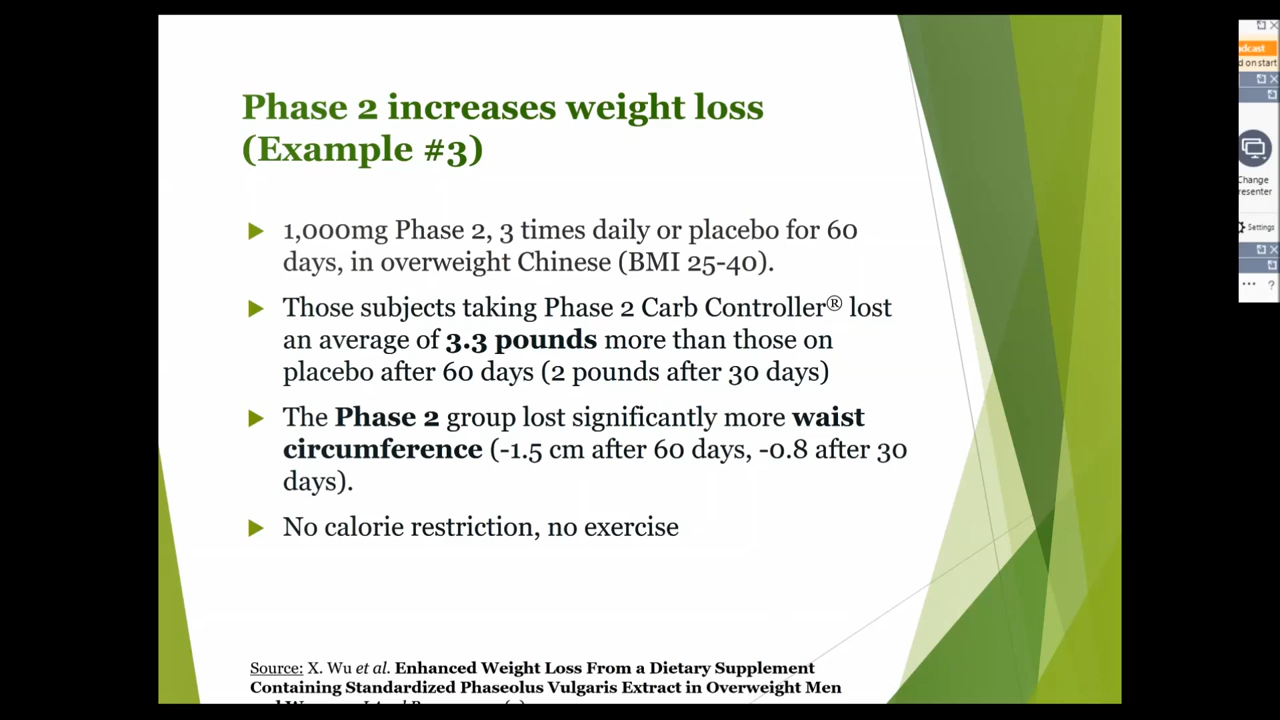 Phase 2 increases weight loss
(Example #3)
1,000mg Phase 2, 3 times daily or placebo for 60
days, in overweight Chinese (BMI 25-40).
Those subjects taking Phase 2 Carb Controller® lost
an average of 3.3 pounds more than those on
placebo after 60 days (2 pounds after 30 days)
The Phase 2 group lost significantly more waist
circumference (-1.5 cm after 60 days, -0.8 after 30
days).
No calorie restriction, no exercise
Source: X. Wu et al. Enhanced Weight Loss From a Dietary Supplement
Containing Standardized Phaseolus Vulgaris Extract in Overweight Men
dcast
d on start
Change
resenter
Settings
... ?